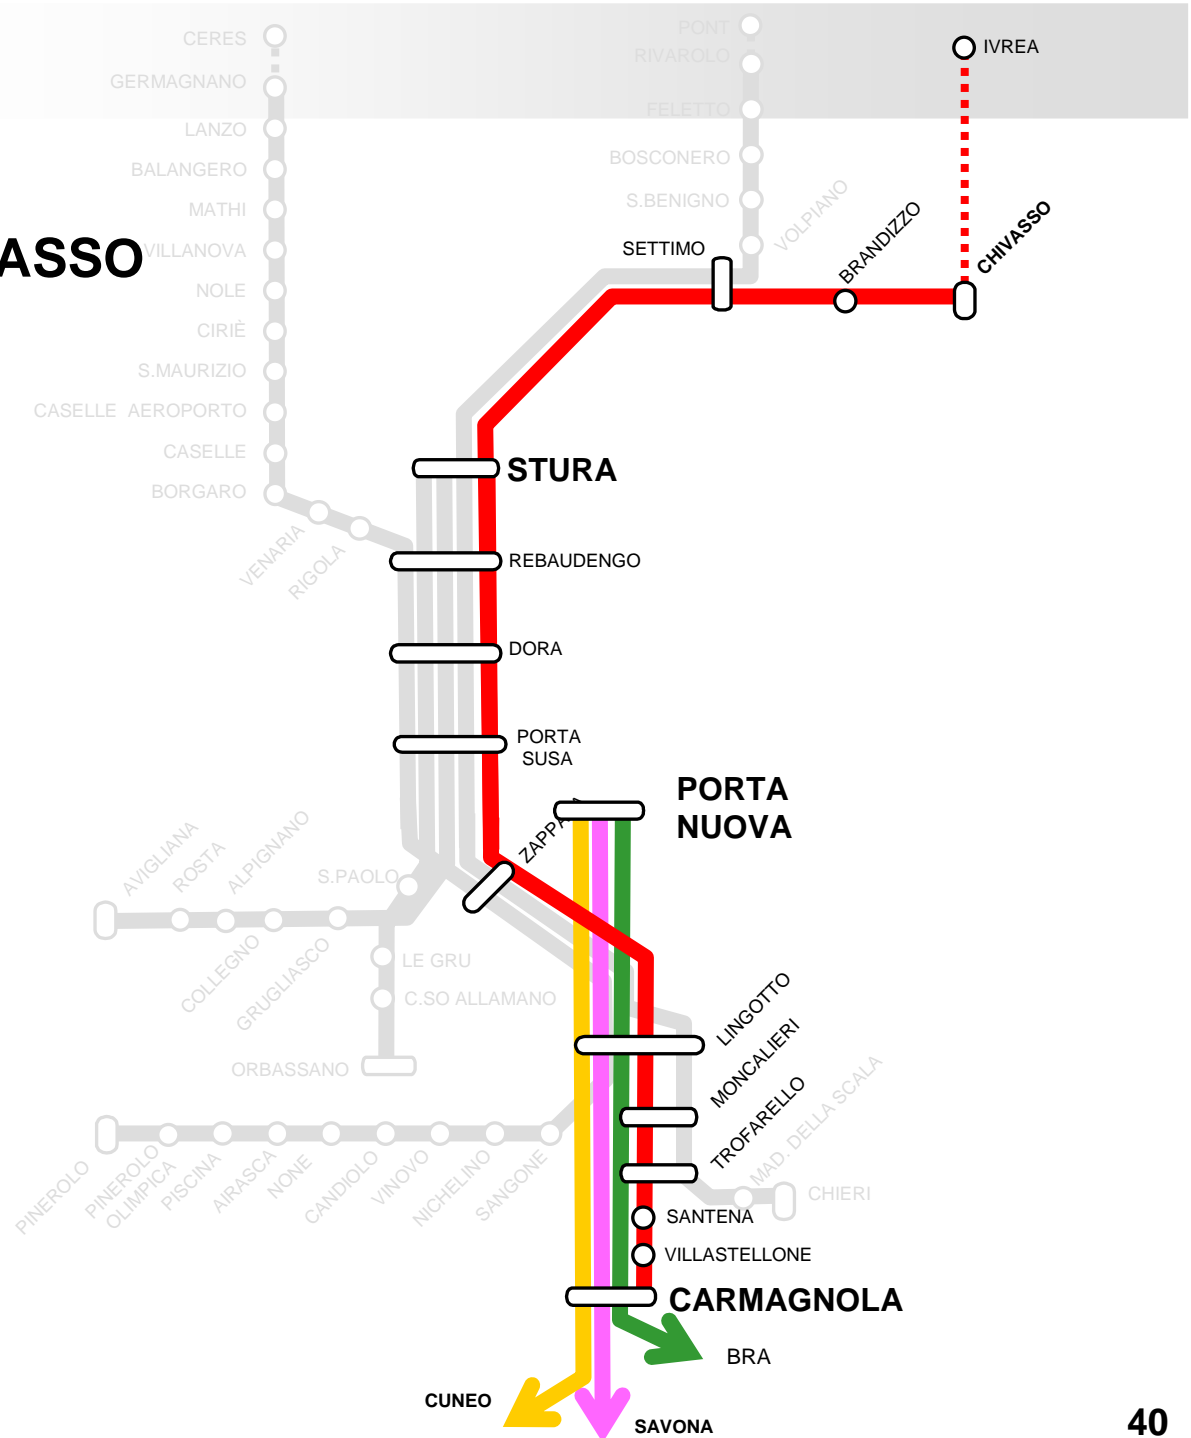 CERES
PONT
IVREA
RIVAROLO
GERMAGNANO
FELETTO
LANZO
BOSCONERO
BALANGERO
S.BENIGNO
MATHI
VOLPIANO
ASSO
VILLANOVA
SETTIMO
BRANDIZZO
CHIVASSO
NOLE
CIRIÈ
S.MAURIZIO
CASELLE AEROPORTO
CASELLE
STURA
BORGARO
VENARIA
RIGOLA
REBAUDENGO
DORA
PORTA
SUSA
PORTA
NUOVA
AVIGLIANA
ROSTA
ALPIGNANO
S.PAOLO
COLLEGNO
GRUGLIASCO
LE GRU
C.SO ALLAMANO
LINGOTTO
ORBASSANO
MONCALIERI
TROFARELLO
MAD. DELLA SCALA
PINEROLO
PINEROLO
OLIMPICA
PISCINA
AIRASCA
NONE
CANDIOLO
VINOVO
NICHELINO
SANGONE
CHIERI
SANTENA
VILLASTELLONE
CARMAGNOLA
BRA
CUNEO
SAVONA
40